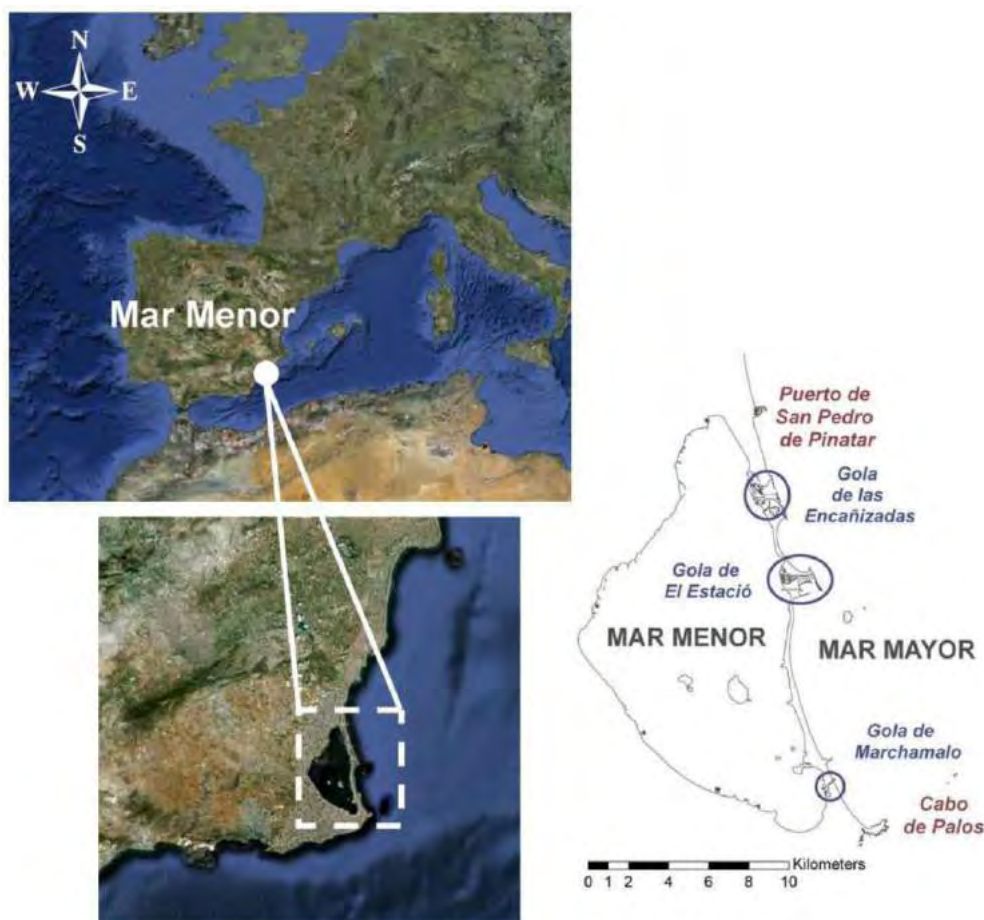 N
W E
S
Mar Menor
Puerto de
San Pedro
de Pinatar
Gola
de las
Encañizadas
Gola de
El Estació
MAR MENOR
MAR MAYOR
Gola de
Marchamalo
Cabo
de Palos
Kilometers
0 1 2 4 6 8 10